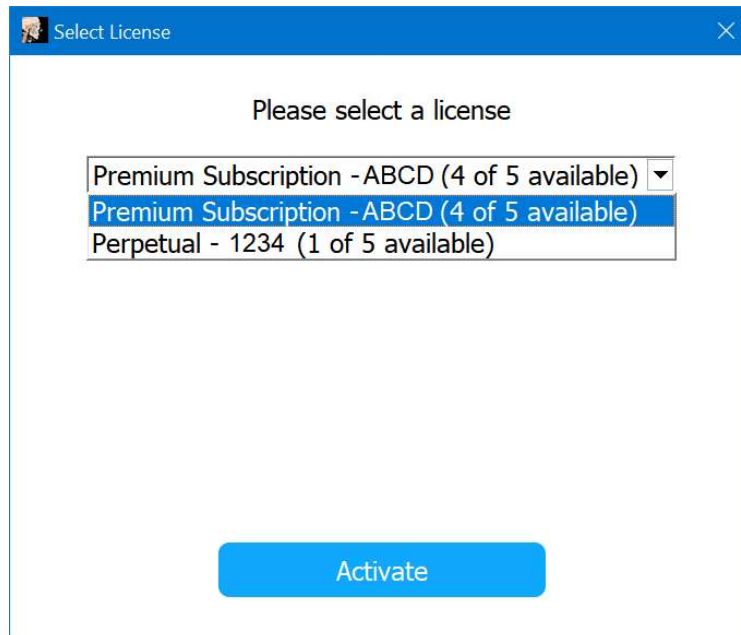 Select License
Please select a license
Premium Subscription - ABCD (4 of 5 available)
Premium Subscription - ABCD (4 of 5 available)
Perpetual - 1234 (1 of 5 available)
Activate